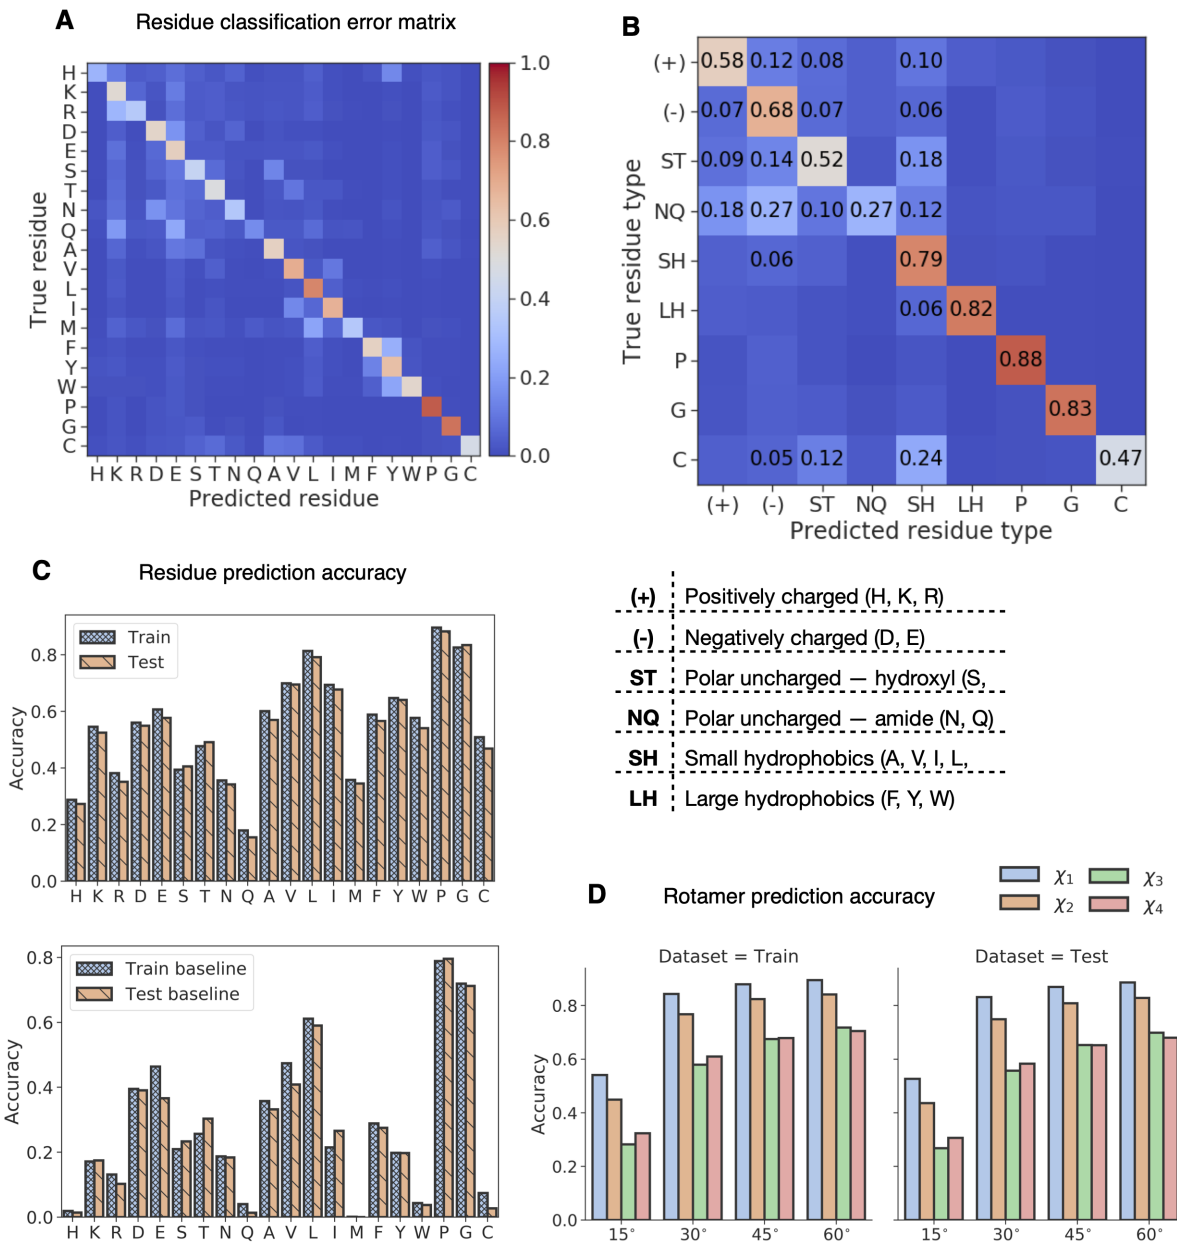 A Residue classification error matrix
H
K
R
D
E
S
T
N
Q
A
V
L
I
M
F
Y
W
P
G
C
True residue
H K R D E S T N Q A V L I M F Y W P G C
Predicted residue
1.0
0.8
0.6
0.4
0.2
0.0
B
True residue type
(+) 0.58 0.12 0.08 0.10
(-) 0.07 0.68 0.07 0.06
ST 0.09 0.14 0.52 0.18
NQ 0.18 0.27 0.10 0.27 0.12
SH 0.06 0.79
LH 0.06 0.82
P 0.88
G 0.83
C 0.05 0.12 0.24 0.47
(+) (-) ST NQ SH LH P G C
Predicted residue type
C Residue prediction accuracy
Train
Test
Accuracy
0.8
0.6
0.4
0.2
0.0
H K R D E S T N Q A V L I M F Y W P G C
Train baseline
Test baseline
Accuracy
0.8
0.6
0.4
0.2
0.0
H K R D E S T N Q A V L I M F Y W P G C
(+) Positively charged (H, K, R)
(-) Negatively charged (D, E)
ST Polar uncharged — hydroxyl (S,
NQ Polar uncharged — amide (N, Q)
SH Small hydrophobics (A, V, I, L,
LH Large hydrophobics (F, Y, W)
D Rotamer prediction accuracy
χ1 χ3
χ2 χ4
Dataset = Train
Dataset = Test
Accuracy
0.8
0.6
0.4
0.2
0.0
15° 30° 45° 60°
15° 30° 45° 60°